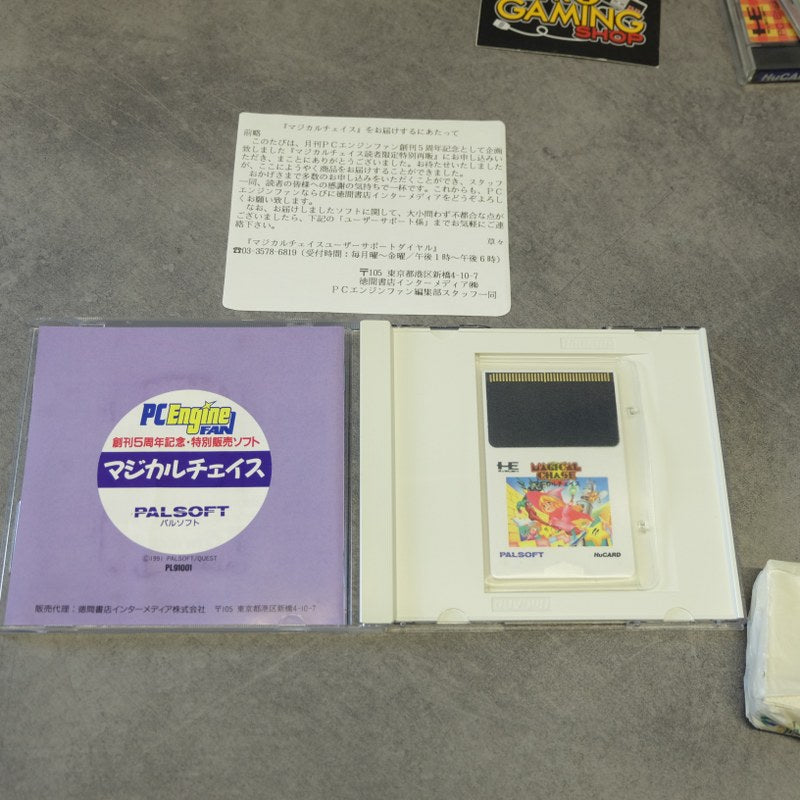 GAMING
SHOP
HuCA
『マジカルチェイス』をお届けするにあたって
前略
このたびは、月刊PCエンジンファン創刊5周年記念として企画
致しました『マジカルチェイス読者限定特別再販』にお申し込みい
ただき、まことにありがとうございました。お待たせいたしました
が、ここにようやく商品をお届けすることができました。
おかげさまで多数のお申し込みをいただくことができ、スタッフ
一同、読者の皆様への感謝の気持ちで一杯です。これからも、PC
エンジンファンならびに徳間書店インターメディアをどうぞよろし
くお願い致します。
なお、お届けしましたソフトに関して、大小問わず不都合な点が
ございましたら、下記の「ユーザーサポート係」までお気軽にご連
絡下さい。
草々
『マジカルチェイスユーザーサポートダイヤル』
☎03-3578-6819（受付時間：毎月曜〜金曜／午後1時〜午後6時）
〒105 東京都港区新橋4-10-7
徳間書店インターメディア㈱
PCエンジンファン編集部スタッフ一同
PC Engine
FAN
創刊5周年記念・特別販売ソフト
マジカルチェイス
PALSOFT
パルソフト
©1991 PALSOFT/QUEST
PL91001
販売代理：徳間書店インターメディア株式会社 〒105 東京都港区新橋4-10-7
HE
MAGICAL
CHASE
マジカルチェイス
PALSOFT
HuCARD